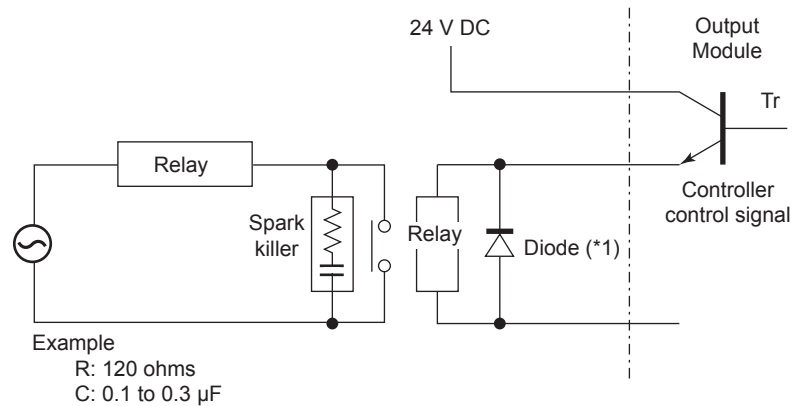 24 V DC
Output
Module
Tr
Relay
Spark
killer
Relay
Diode (*1)
Controller
control signal
Example
R: 120 ohms
C: 0.1 to 0.3 µF